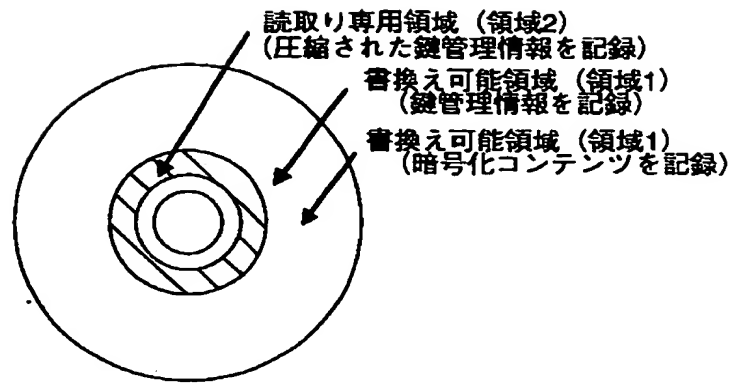 読取り専用領域（領域2）
（圧縮された鍵管理情報を記録）
書換え可能領域（領域1）
（鍵管理情報を記録）
書換え可能領域（領域1）
（暗号化コンテンツを記録）